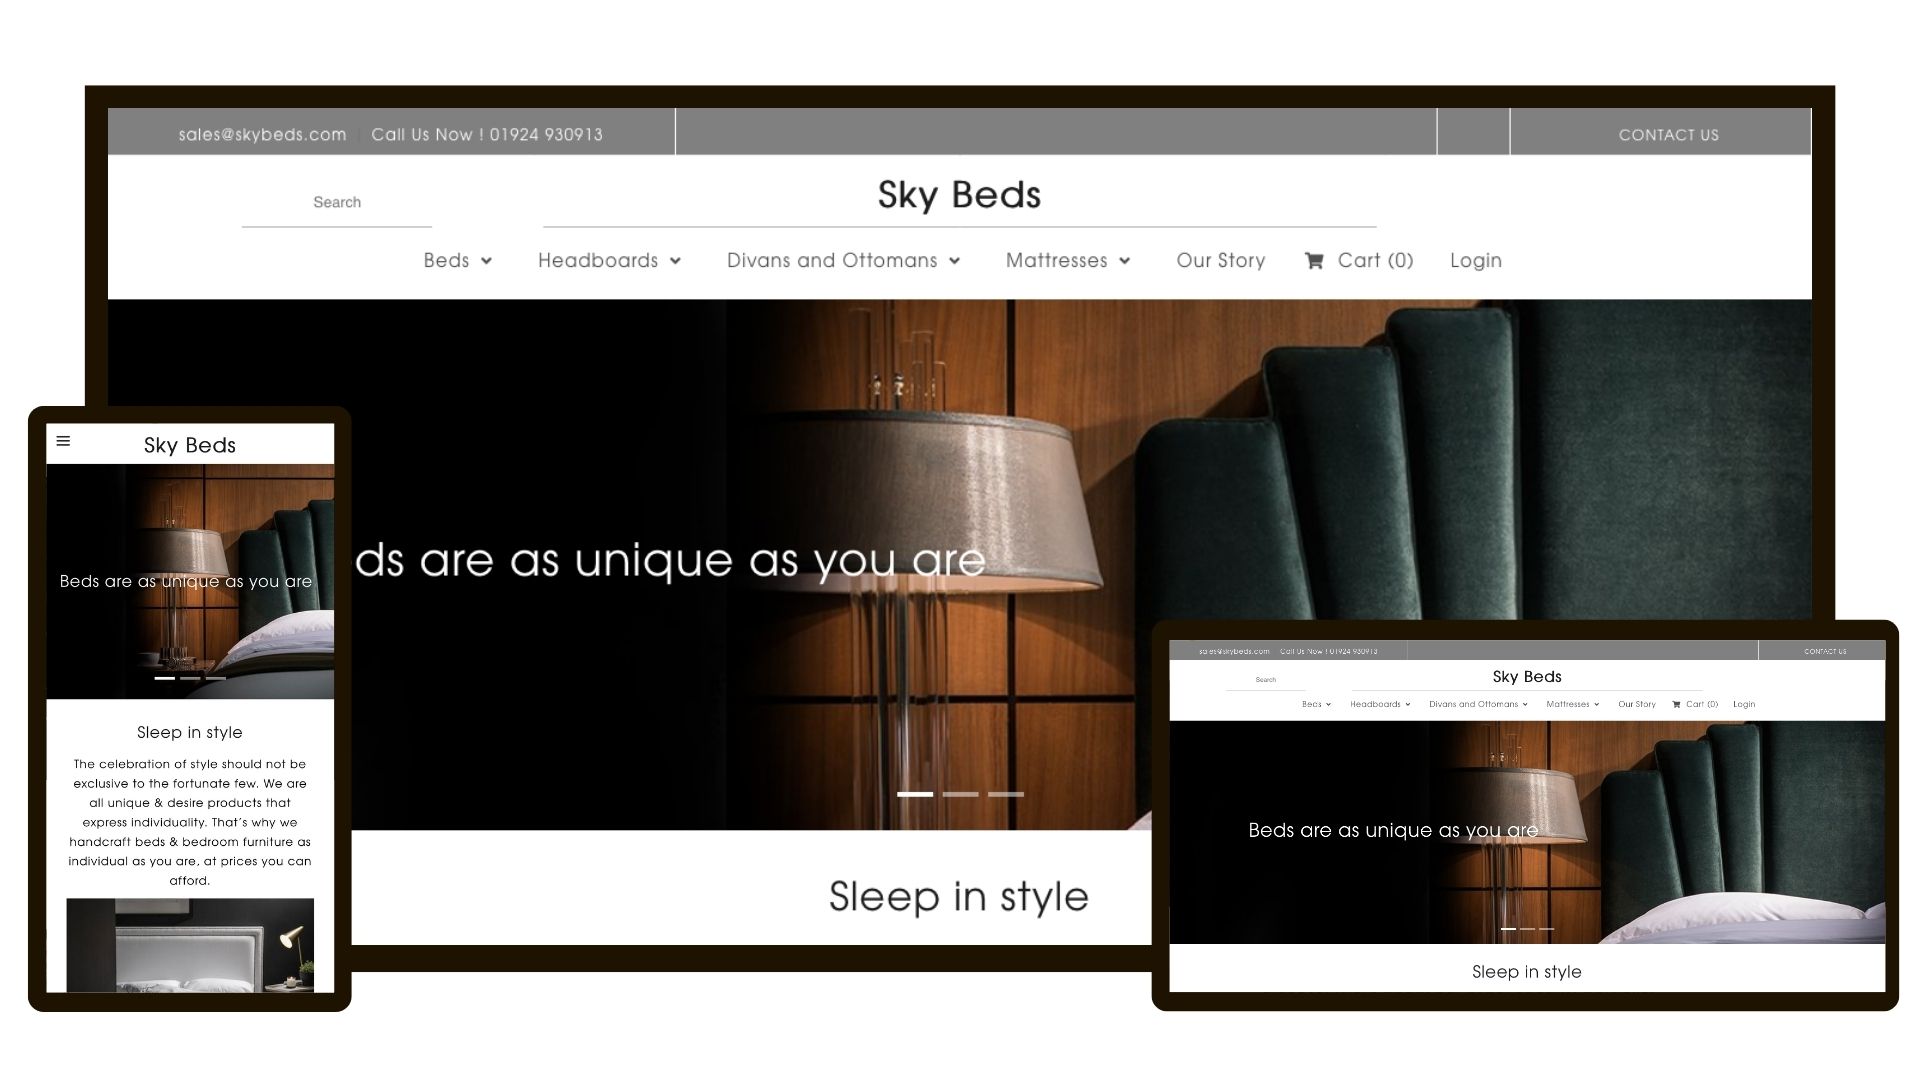 sales@skybeds.com | Call Us Now ! 01924 930913
CONTACT US
Search
Sky Beds
Beds Headboards Divans and Ottomans Mattresses Our Story Cart (0) Login
ds are as unique as you are
Sleep in style
Sky Beds
Beds are as unique as you are
Sleep in style
The celebration of style should not be
exclusive to the fortunate few. We are
all unique & desire products that
express individuality. That's why we
handcraft beds & bedroom furniture as
individual as you are, at prices you can
afford.
sales@skybeds.com Call Us Now ! 01924 930913
CONTACT US
Search
Sky Beds
Beds Headboards Divans and Ottomans Mattresses Our Story Cart (0) Login
Beds are as unique as you are
Sleep in style